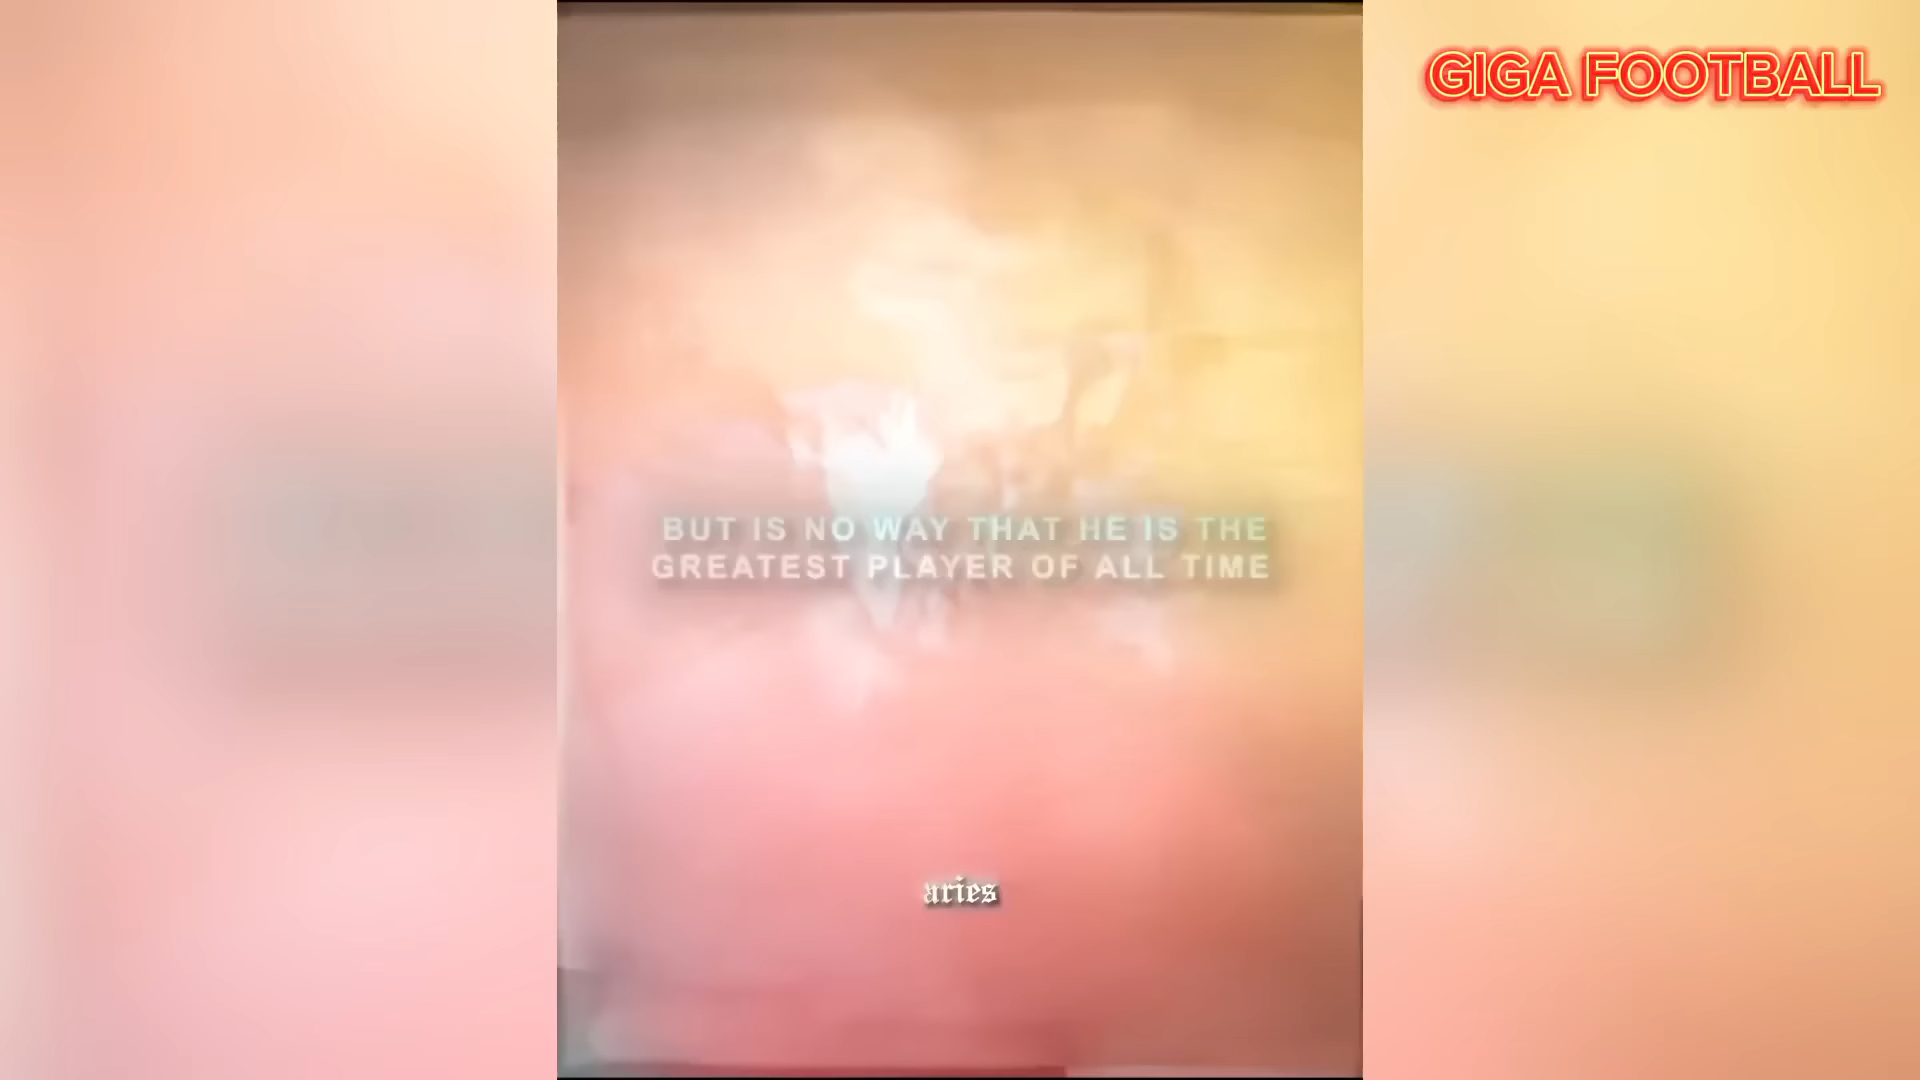 GIGA FOOTBALL
BUT IS NO WAY THAT HE IS THE
GREATEST PLAYER OF ALL TIME
aries